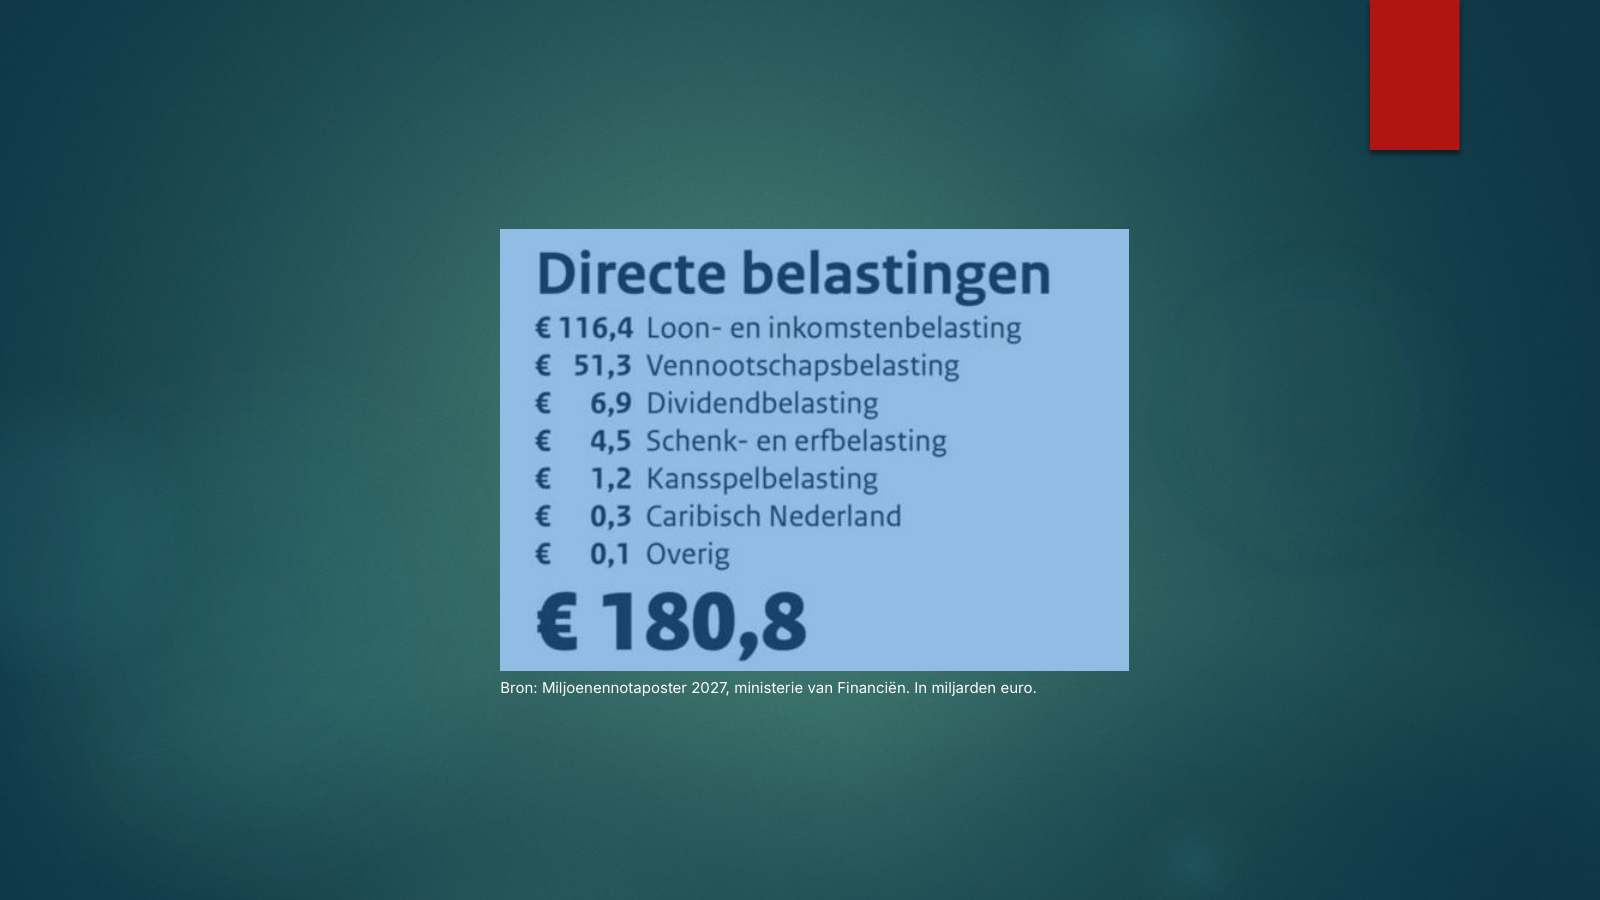 Directe belastingen
€ 116,4 Loon- en inkomstenbelasting
€ 51,3 Vennootschapsbelasting
€ 6,9 Dividendbelasting
€ 4,5 Schenk- en erfbelasting
€ 1,2 Kansspelbelasting
€ 0,3 Caribisch Nederland
€ 0,1 Overig
€ 180,8
Bron: Miljoenennotaposter 2027, ministerie van Financiën. In miljarden euro.